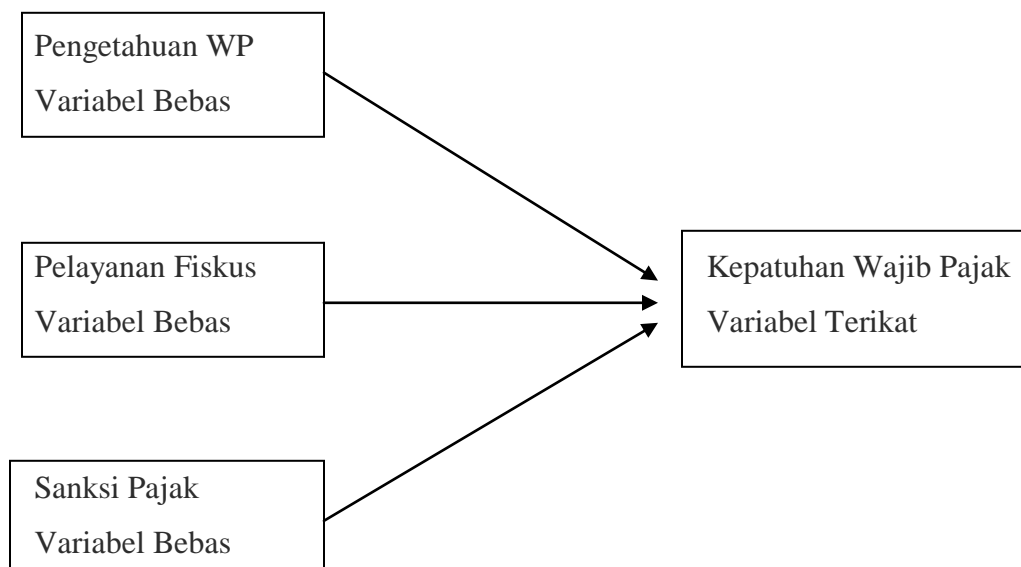 Pengetahuan WP
Variabel Bebas
Pelayanan Fiskus
Variabel Bebas
Kepatuhan Wajib Pajak
Variabel Terikat
Sanksi Pajak
Variabel Bebas